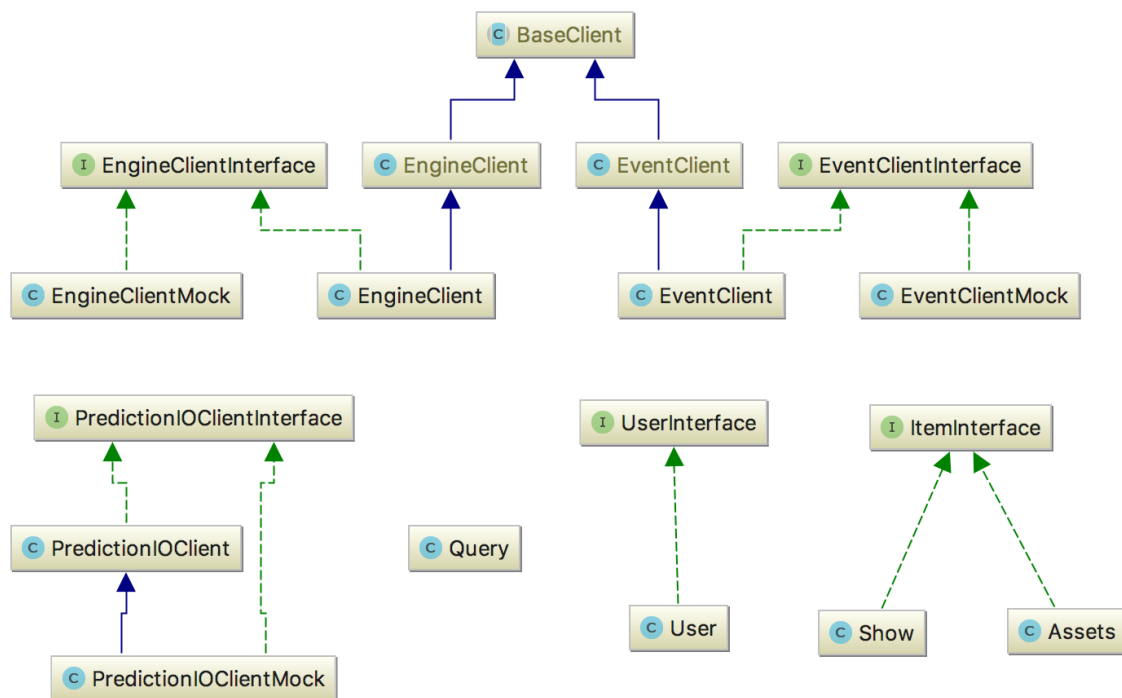 C BaseClient
I EngineClientInterface
C EngineClient
C EventClient
I EventClientInterface
C EngineClientMock
C EngineClient
C EventClient
C EventClientMock
I PredictionIOClientInterface
I UserInterface
I ItemInterface
C PredictionIOClient
C Query
C User
C Show
C Assets
C PredictionIOClientMock